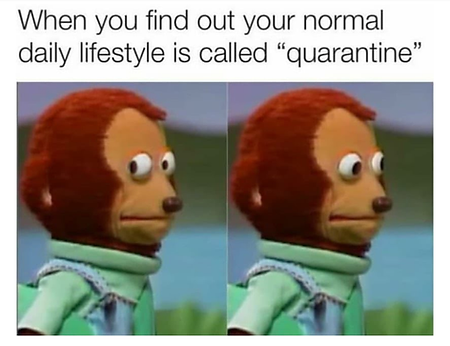 When you find out your normal
daily lifestyle is called “quarantine”